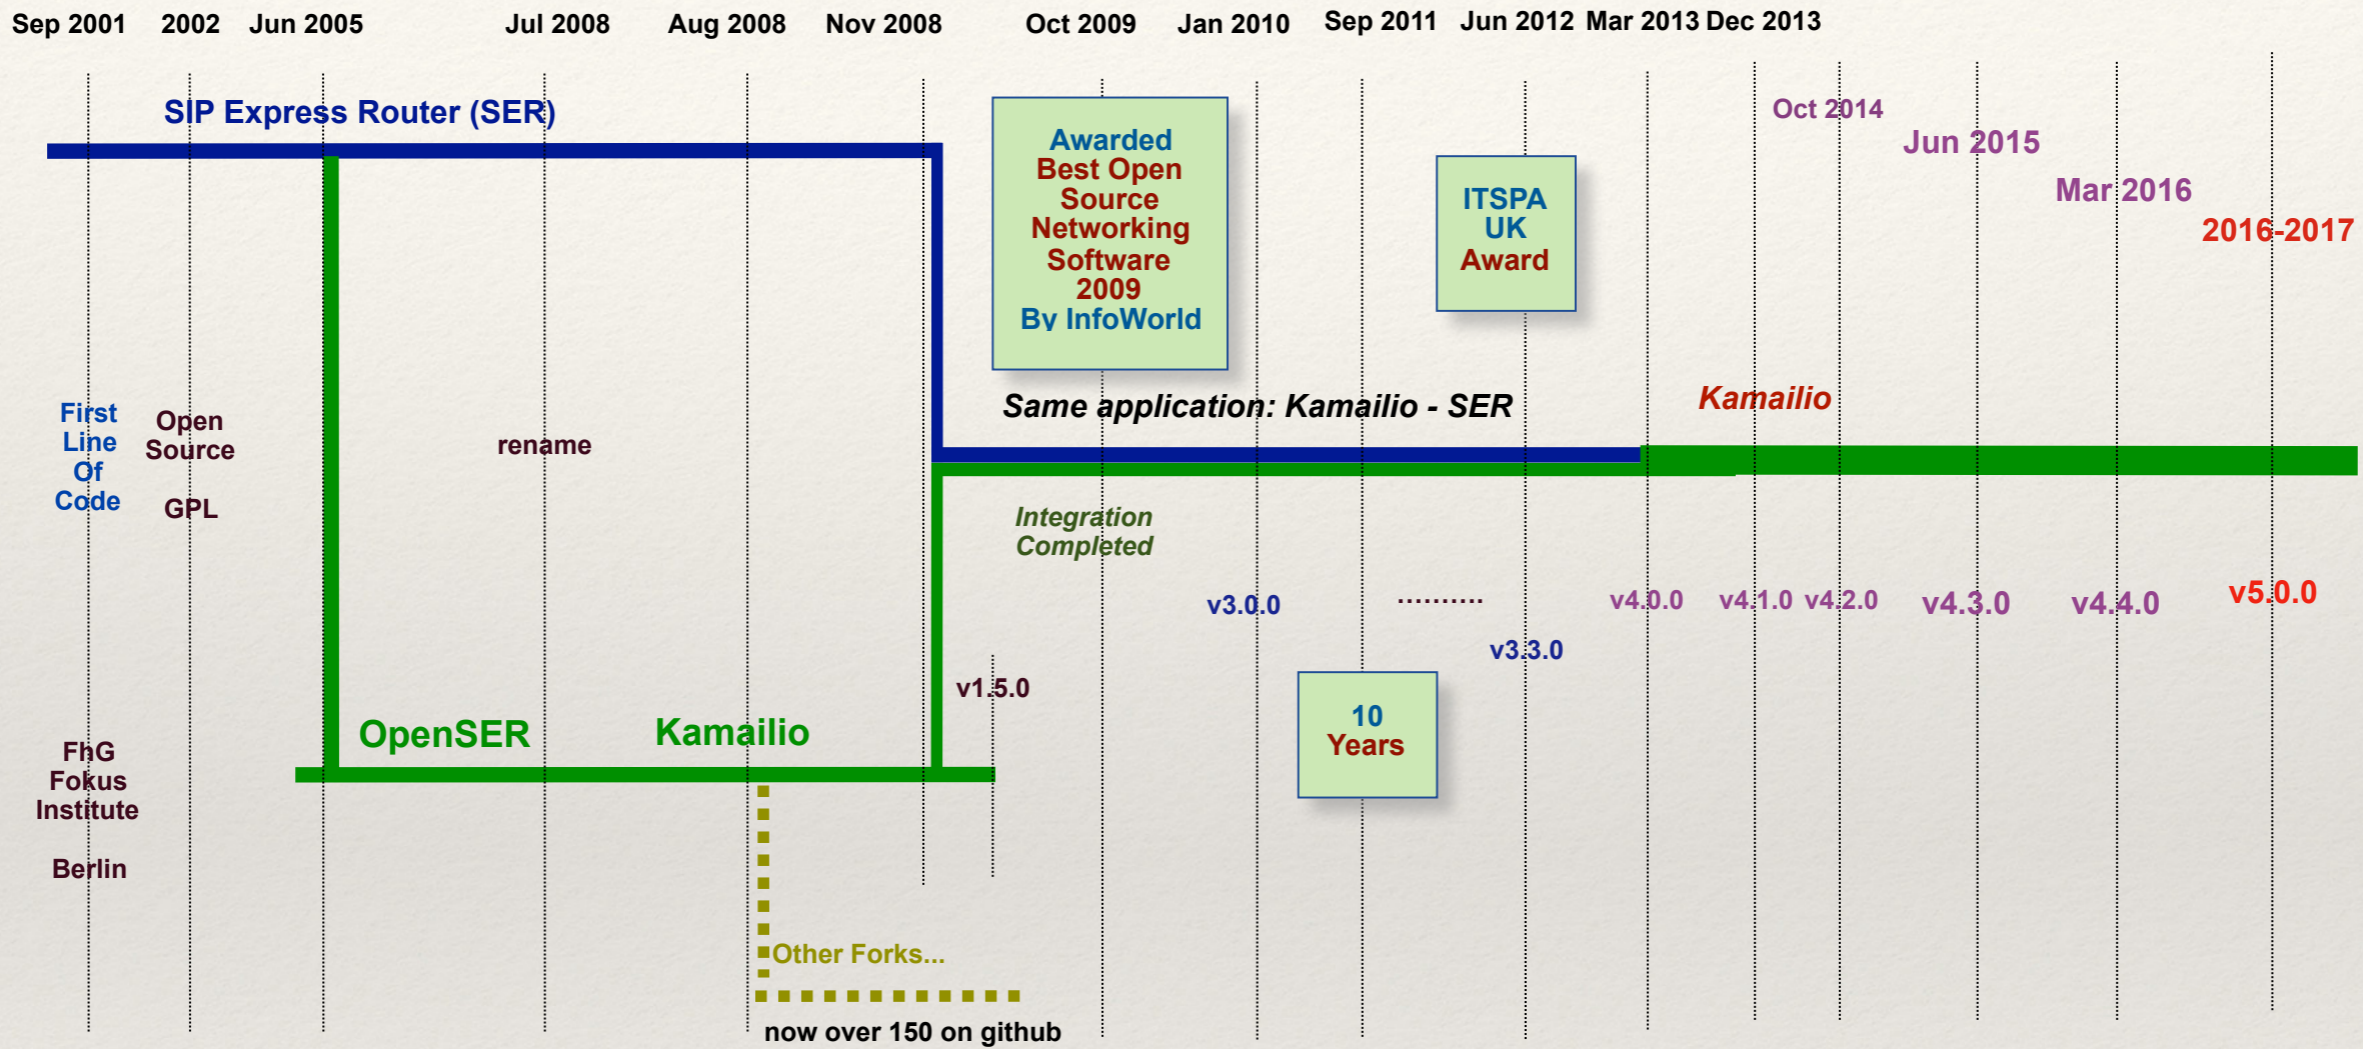 Sep 2001 2002 Jun 2005 Jul 2008 Aug 2008 Nov 2008 Oct 2009 Jan 2010 Sep 2011 Jun 2012 Mar 2013 Dec 2013
Oct 2014
Jun 2015
Mar 2016
2016-2017
SIP Express Router (SER)
Awarded
Best Open
Source
Networking
Software
2009
By InfoWorld
ITSPA
UK
Award
Same application: Kamailio - SER
Kamailio
First
Line
Of
Code
Open
Source
GPL
rename
Integration
Completed
v3.0.0
..........
v3.3.0
v4.0.0
v4.1.0
v4.2.0
v4.3.0
v4.4.0
v5.0.0
v1.5.0
10
Years
OpenSER
Kamailio
FhG
Fokus
Institute
Berlin
Other Forks...
now over 150 on github